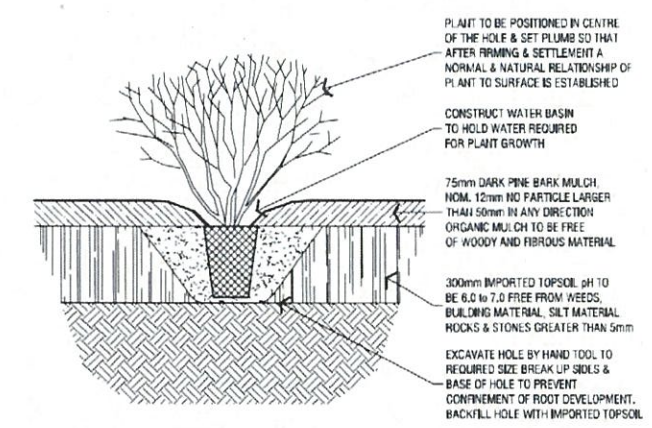 PLANT TO BE POSITIONED IN CENTRE
OF THE HOLE & SET PLUMB SO THAT
AFTER FIRMING & SETTLEMENT A
NORMAL & NATURAL RELATIONSHIP OF
PLANT TO SURFACE IS ESTABLISHED
CONSTRUCT WATER BASIN
TO HOLD WATER REQUIRED
FOR PLANT GROWTH
75mm DARK PINE BARK MULCH,
NOM. 12mm NO PARTICLE LARGER
THAN 50mm IN ANY DIRECTION
ORGANIC MULCH TO BE FREE
OF WOODY AND FIBROUS MATERIAL
300mm IMPORTED TOPSOIL pH TO
BE 6.0 to 7.0 FREE FROM WEEDS,
BUILDING MATERIAL, SILT MATERIAL
ROCKS & STONES GREATER THAN 5mm
EXCAVATE HOLE BY HAND TOOL TO
REQUIRED SIZE BREAK UP SIDES &
BASE OF HOLE TO PREVENT
CONFINEMENT OF ROOT DEVELOPMENT.
BACKFILL HOLE WITH IMPORTED TOPSOIL